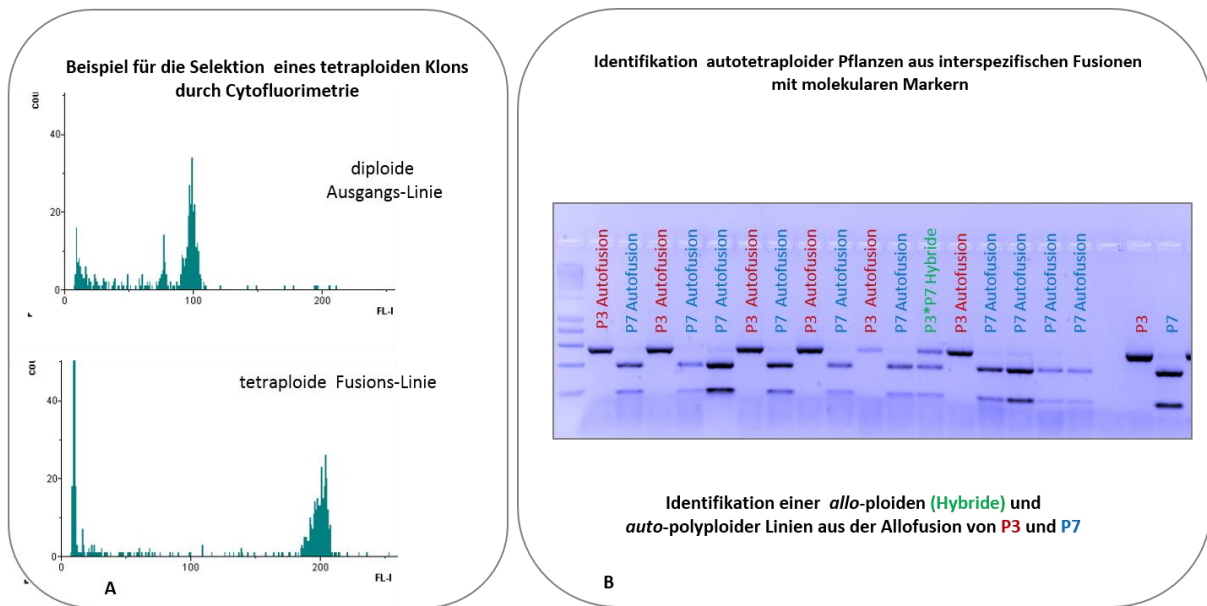 Beispiel für die Selektion eines tetraploiden Klons
durch Cytofluorimetrie
40
20
0
diploide
Ausgangs-Linie
0
100
200
FL-I
40
20
0
tetraploide Fusions-Linie
0
100
200
FL-I
A
Identifikation autotetraploider Pflanzen aus interspezifischen Fusionen
mit molekularen Markern
P3 Autofusion
P7 Autofusion
P3 Autofusion
P7 Autofusion
P7 Autofusion
P3 Autofusion
P7 Autofusion
P3 Autofusion
P7 Autofusion
P3 Autofusion
P7 Autofusion
P3*P7 Hybride
P3 Autofusion
P7 Autofusion
P7 Autofusion
P7 Autofusion
P7 Autofusion
P3
P7
Identifikation einer allo-ploiden (Hybride) und
auto-polyploider Linien aus der Allofusion von P3 und P7
B